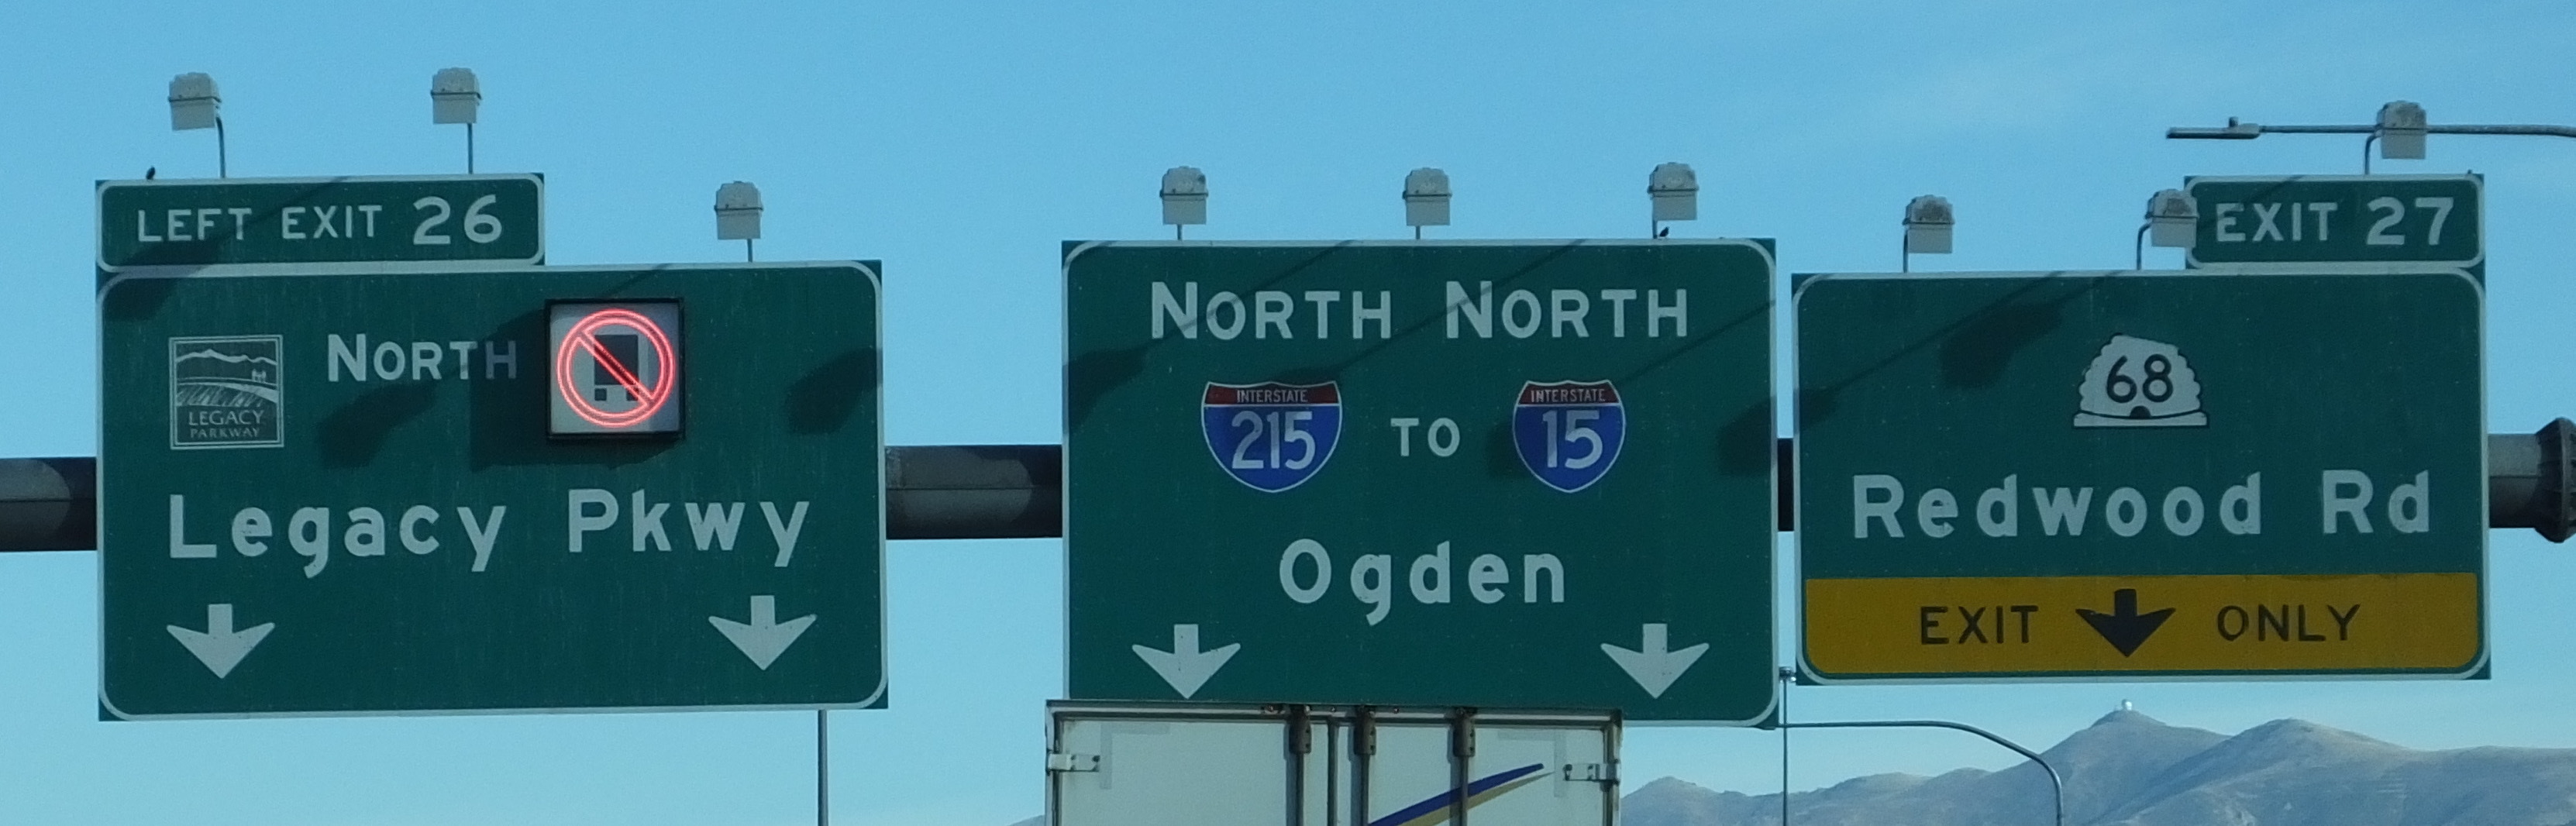 LEFT EXIT 26
NORTH
LEGACY
PARKWAY
Legacy Pkwy
NORTH NORTH
INTERSTATE
215
TO
INTERSTATE
15
Ogden
EXIT 27
68
Redwood Rd
EXIT ONLY